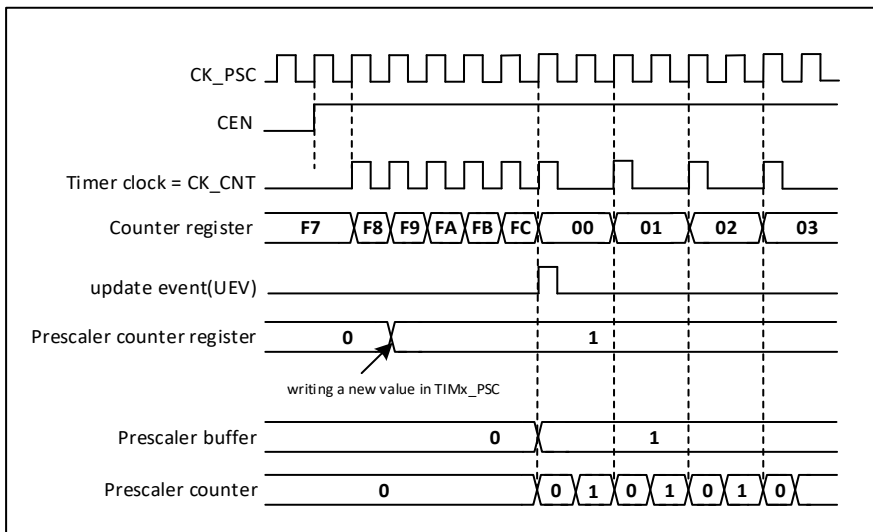 CK_PSC
CEN
Timer clock = CK_CNT
Counter register F7 F8 F9 FA FB FC 00 01 02 03
update event(UEV)
Prescaler counter register 0 1
writing a new value in TIMx_PSC
Prescaler buffer 0 1
Prescaler counter 0 0 1 0 1 0 1 0